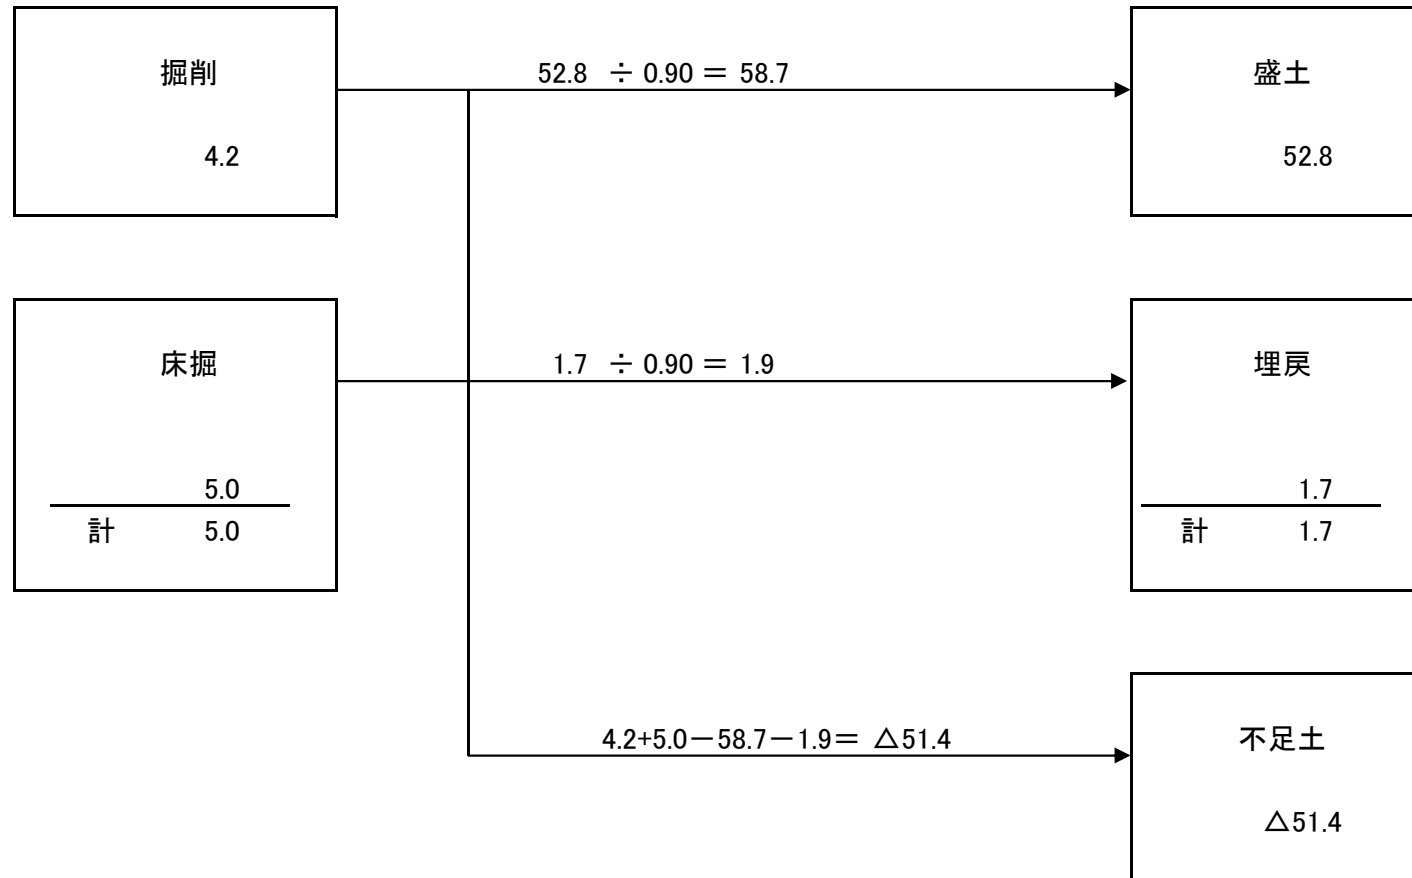 掘削
52.8 ÷ 0.90 = 58.7
盛土
4.2
52.8
床掘
1.7 ÷ 0.90 = 1.9
埋戻
5.0
1.7
計 5.0
計 1.7
4.2+5.0-58.7-1.9= △51.4
不足土
△51.4